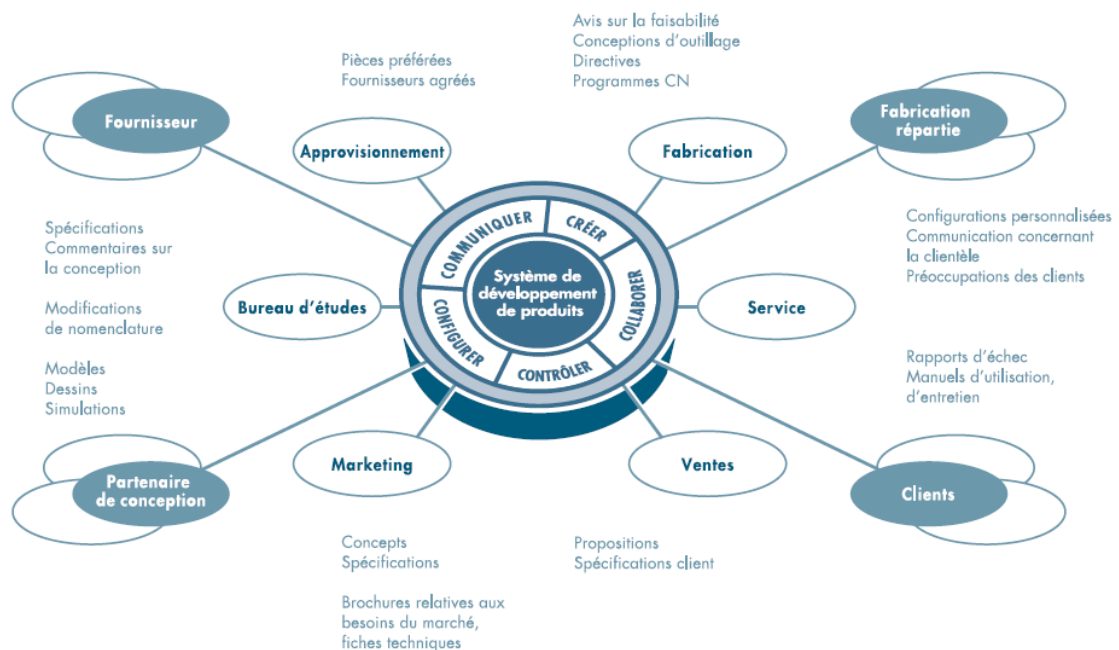 Avis sur la faisabilité
Conceptions d'outillage
Directives
Programmes CN
Pièces préférées
Fournisseurs agréés
Fournisseur
Fabrication
répartie
Approvisionnement
Fabrication
COMMUNIQUER
CRÉER
COLLABORER
CONTRÔLER
CONFIGURER
Système de
développement
de produits
Spécifications
Commentaires sur
la conception
Modifications
de nomenclature
Modèles
Dessins
Simulations
Bureau d'études
Service
Configurations personnalisées
Communication concernant
la clientèle
Préoccupations des clients
Rapports d'échec
Manuels d'utilisation,
d'entretien
Marketing
Ventes
Partenaire
de conception
Clients
Concepts
Spécifications
Brochures relatives aux
besoins du marché,
fiches techniques
Propositions
Spécifications client